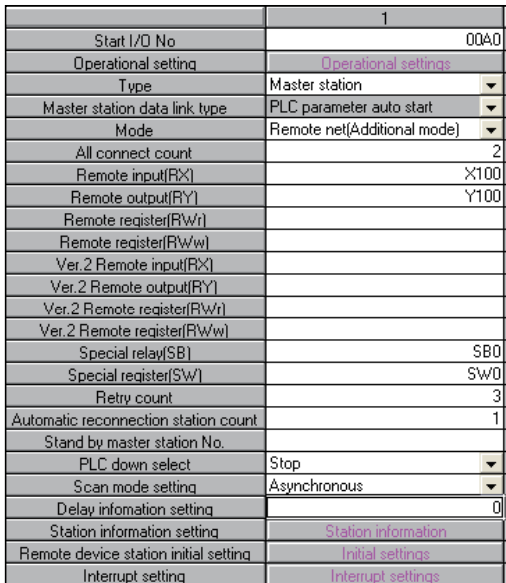 1
Start I/O No 00A0
Operational setting Operational settings
Type Master station
Master station data link type PLC parameter auto start
Mode Remote net(Additional mode)
All connect count 2
Remote input(RX) X100
Remote output(RY) Y100
Remote register(RWr)
Remote register(RWw)
Ver.2 Remote input(RX)
Ver.2 Remote output(RY)
Ver.2 Remote register(RWr)
Ver.2 Remote register(RWw)
Special relay(SB) SB0
Special register(SW) SW0
Retry count 3
Automatic reconnection station count 1
Stand by master station No.
PLC down select Stop
Scan mode setting Asynchronous
Delay infomation setting 0
Station information setting Station information
Remote device station initial setting Initial settings
Interrupt setting Interrupt settings